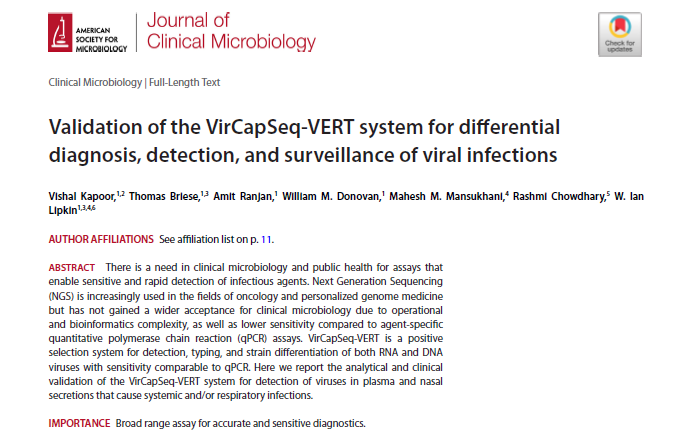 AMERICAN
SOCIETY FOR
MICROBIOLOGY
Journal of
Clinical Microbiology
Check for
updates
Clinical Microbiology | Full-Length Text
Validation of the VirCapSeq-VERT system for differential
diagnosis, detection, and surveillance of viral infections
Vishal Kapoor,1,2 Thomas Briese,1,3 Amit Ranjan,1 William M. Donovan,1 Mahesh M. Mansukhani,4 Rashmi Chowdhary,5 W. Ian
Lipkin1,3,4,6
AUTHOR AFFILIATIONS See affiliation list on p. 11.
ABSTRACT There is a need in clinical microbiology and public health for assays that
enable sensitive and rapid detection of infectious agents. Next Generation Sequencing
(NGS) is increasingly used in the fields of oncology and personalized genome medicine
but has not gained a wider acceptance for clinical microbiology due to operational
and bioinformatics complexity, as well as lower sensitivity compared to agent-specific
quantitative polymerase chain reaction (qPCR) assays. VirCapSeq-VERT is a positive
selection system for detection, typing, and strain differentiation of both RNA and DNA
viruses with sensitivity comparable to qPCR. Here we report the analytical and clinical
validation of the VirCapSeq-VERT system for detection of viruses in plasma and nasal
secretions that cause systemic and/or respiratory infections.
IMPORTANCE Broad range assay for accurate and sensitive diagnostics.